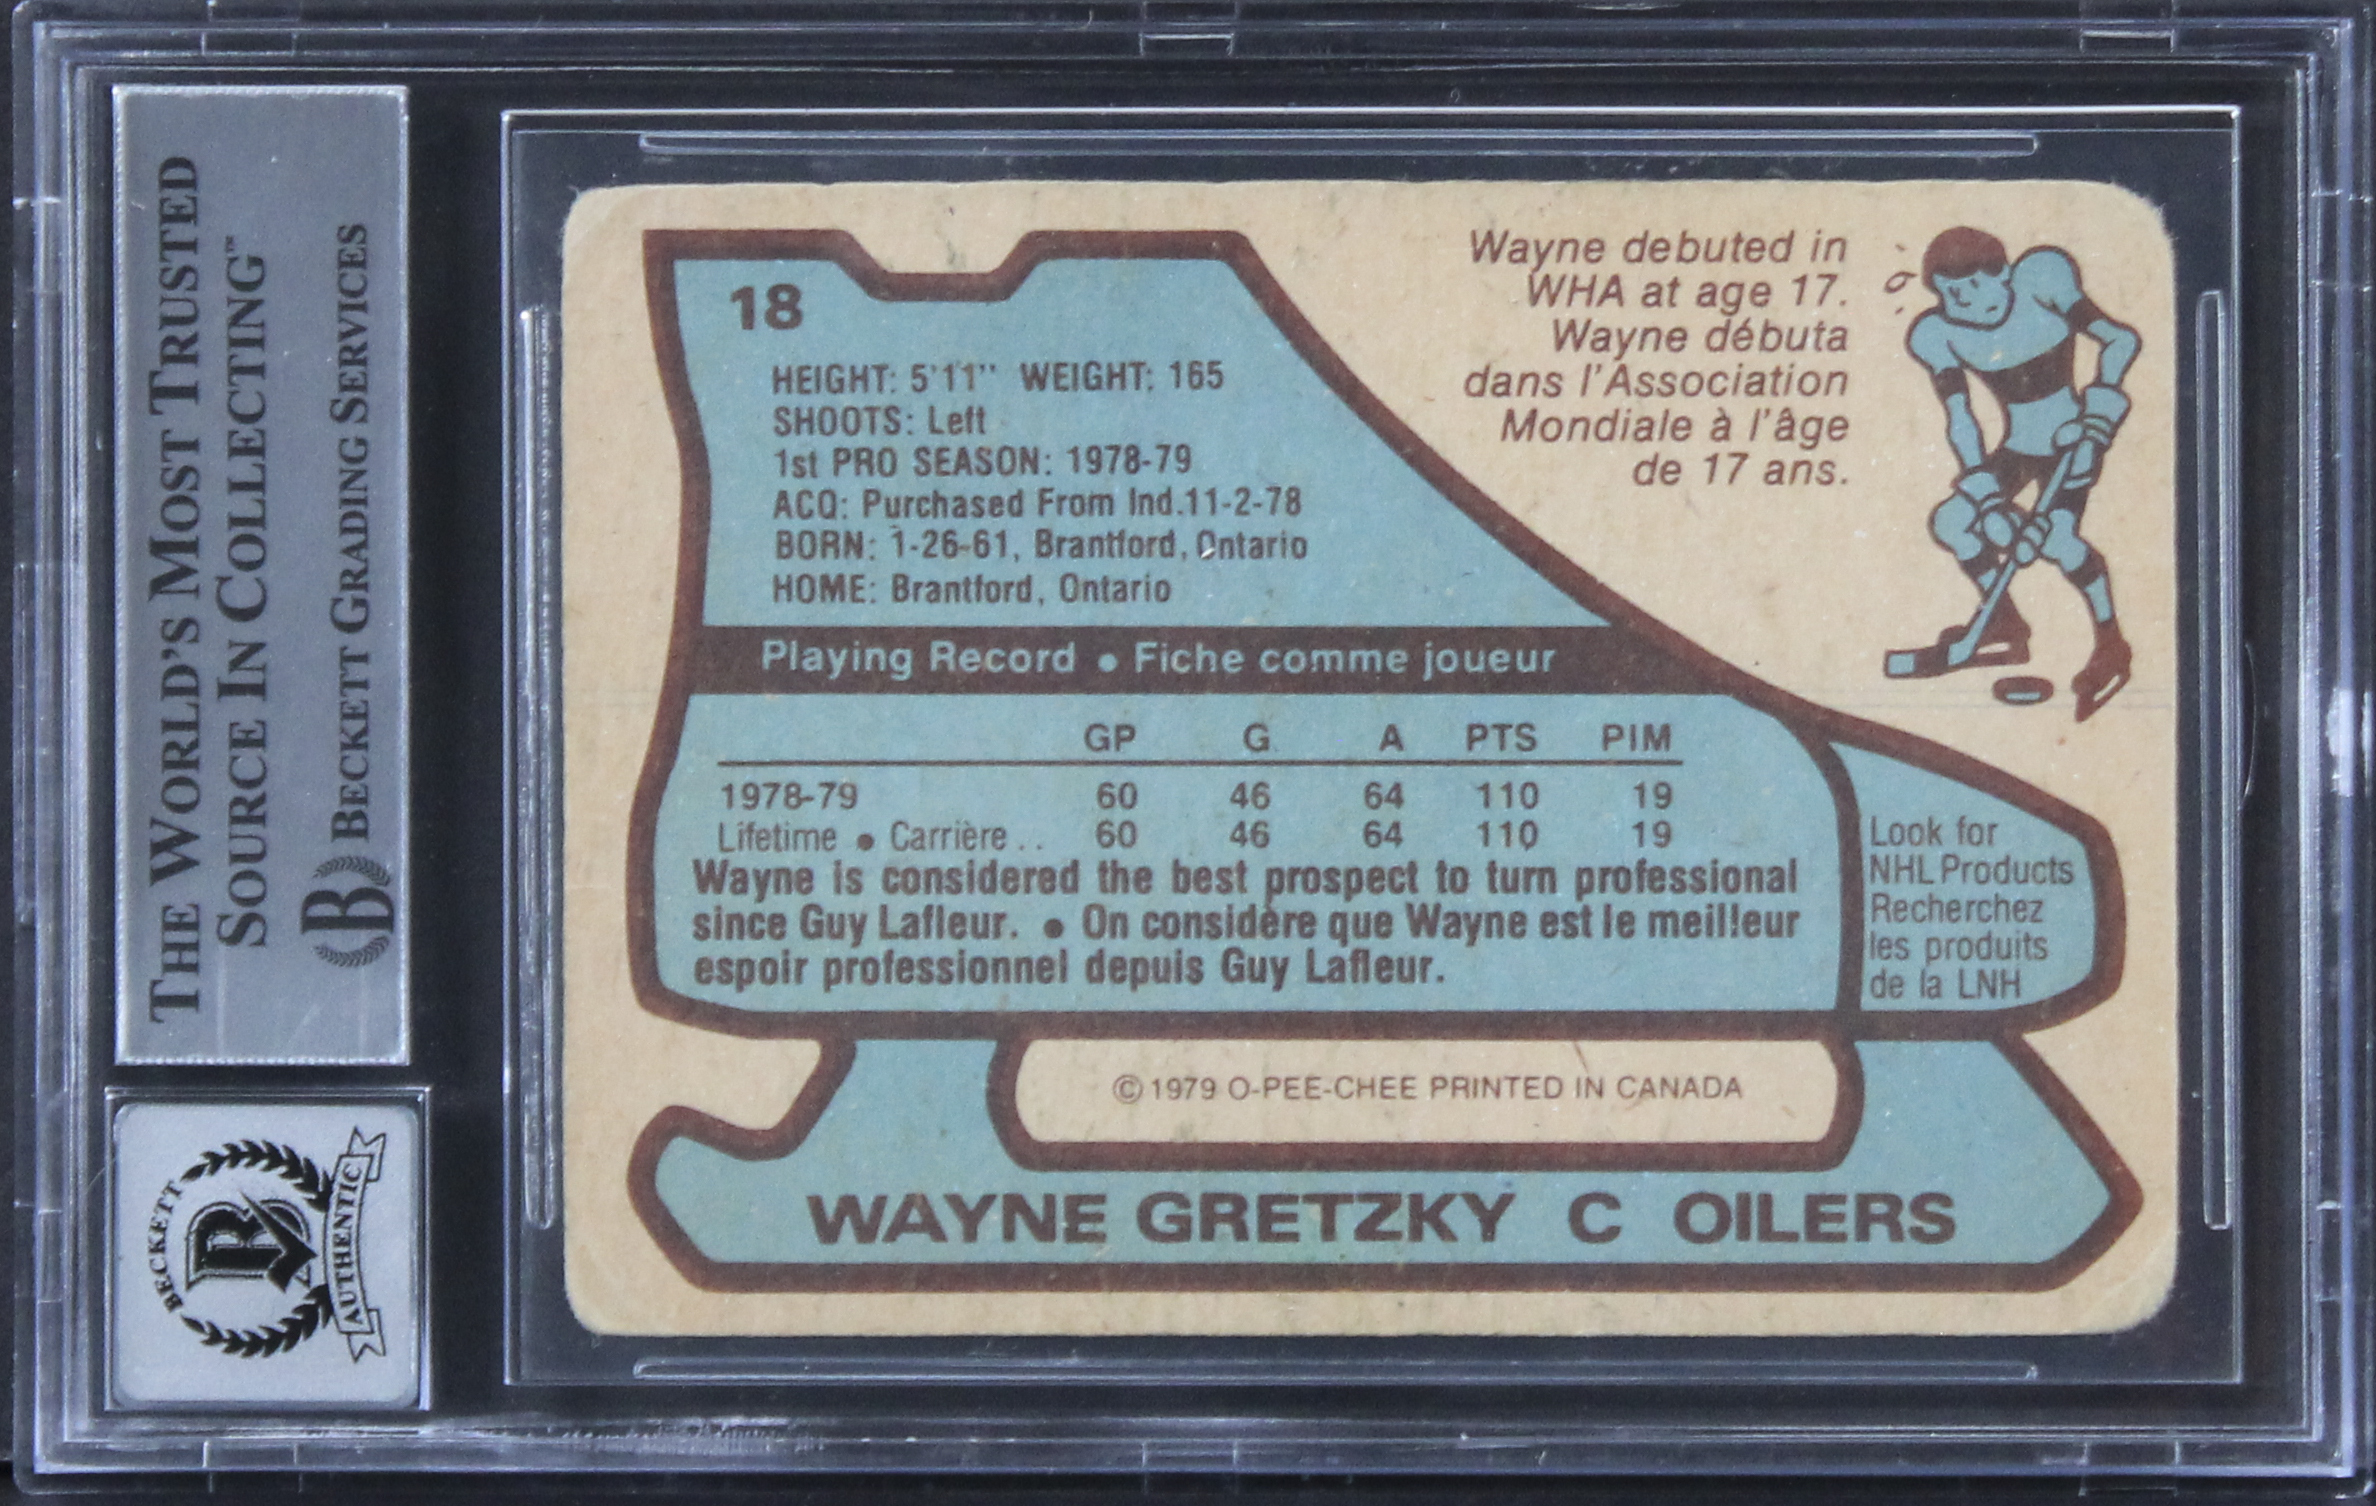 THE WORLD'S MOST TRUSTED
SOURCE IN COLLECTING™
B BECKETT GRADING SERVICES
BECKETT
B
AUTHENTIC
18
HEIGHT: 5'11" WEIGHT: 165
SHOOTS: Left
1st PRO SEASON: 1978-79
ACQ: Purchased From Ind.11-2-78
BORN: 1-26-61, Brantford, Ontario
HOME: Brantford, Ontario
Wayne debuted in
WHA at age 17.
Wayne débuta
dans l'Association
Mondiale à l'âge
de 17 ans.
Playing Record • Fiche comme joueur
GP G A PTS PIM
1978-79 60 46 64 110 19
Lifetime • Carrière .. 60 46 64 110 19
Wayne is considered the best prospect to turn professional
since Guy Lafleur. • On considère que Wayne est le meilleur
espoir professionnel depuis Guy Lafleur.
Look for
NHL Products
Recherchez
les produits
de la LNH
© 1979 O-PEE-CHEE PRINTED IN CANADA
WAYNE GRETZKY C OILERS